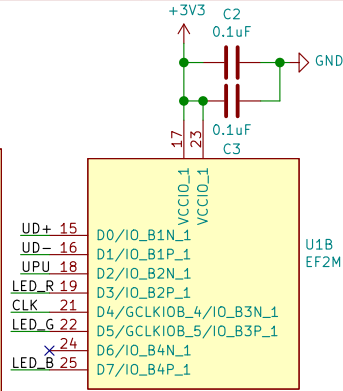 +3V3
C2
0.1uF
GND
0.1uF
C3
17
23
VCCIO_1
VCCIO_1
U1B
EF2M
UD+ 15 D0/IO_B1N_1
UD- 16 D1/IO_B1P_1
UPU 18 D2/IO_B2N_1
LED_R 19 D3/IO_B2P_1
CLK 21 D4/GCLKIOB_4/IO_B3N_1
LED_G 22 D5/GCLKIOB_5/IO_B3P_1
24 D6/IO_B4N_1
LED_B 25 D7/IO_B4P_1